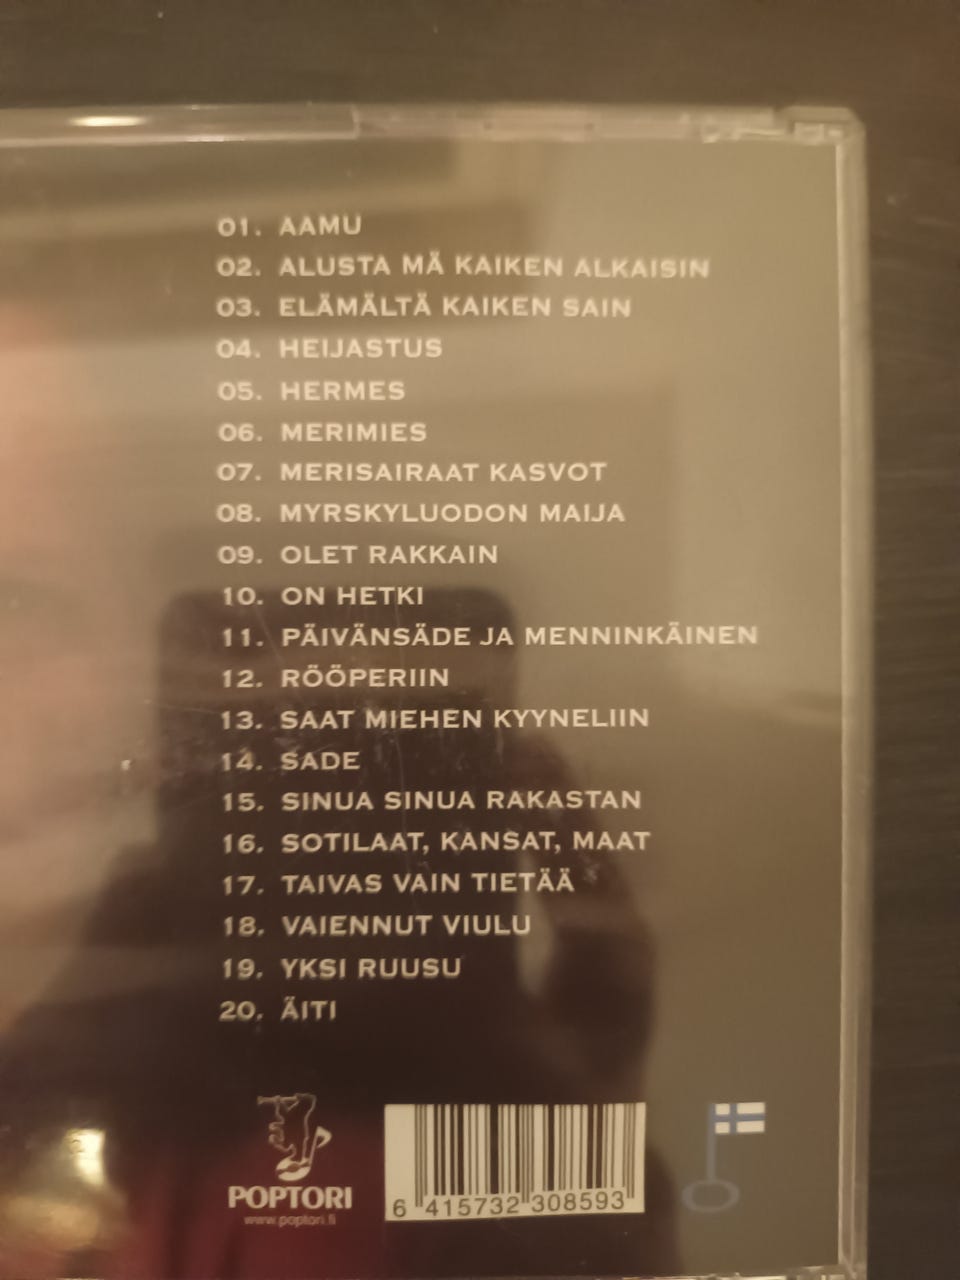 01. AAMU
02. ALUSTA MÄ KAIKEN ALKAISIN
03. ELÄMÄLTÄ KAIKEN SAIN
04. HEIJASTUS
05. HERMES
06. MERIMIES
07. MERISAIRAAT KASVOT
08. MYRSKYLUODON MAIJA
09. OLET RAKKAIN
10. ON HETKI
11. PÄIVÄNSÄDE JA MENNINKÄINEN
12. RÖÖPERIIN
13. SAAT MIEHEN KYYNELIIN
14. SADE
15. SINUA SINUA RAKASTAN
16. SOTILAAT, KANSAT, MAAT
17. TAIVAS VAIN TIETÄÄ
18. VAIENNUT VIULU
19. YKSI RUUSU
20. ÄITI
POPTORI
www.poptori.fi
6 415732 308593